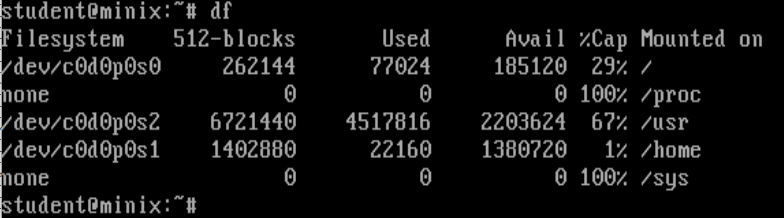 student@minix:~# df
Filesystem    512-blocks      Used      Avail %Cap Mounted on
/dev/c0d0p0s0     262144     77024     185120  29% /
none                   0         0          0 100% /proc
/dev/c0d0p0s2    6721440   4517816    2203624  67% /usr
/dev/c0d0p0s1    1402880     22160    1380720   1% /home
none                   0         0          0 100% /sys
student@minix:~#